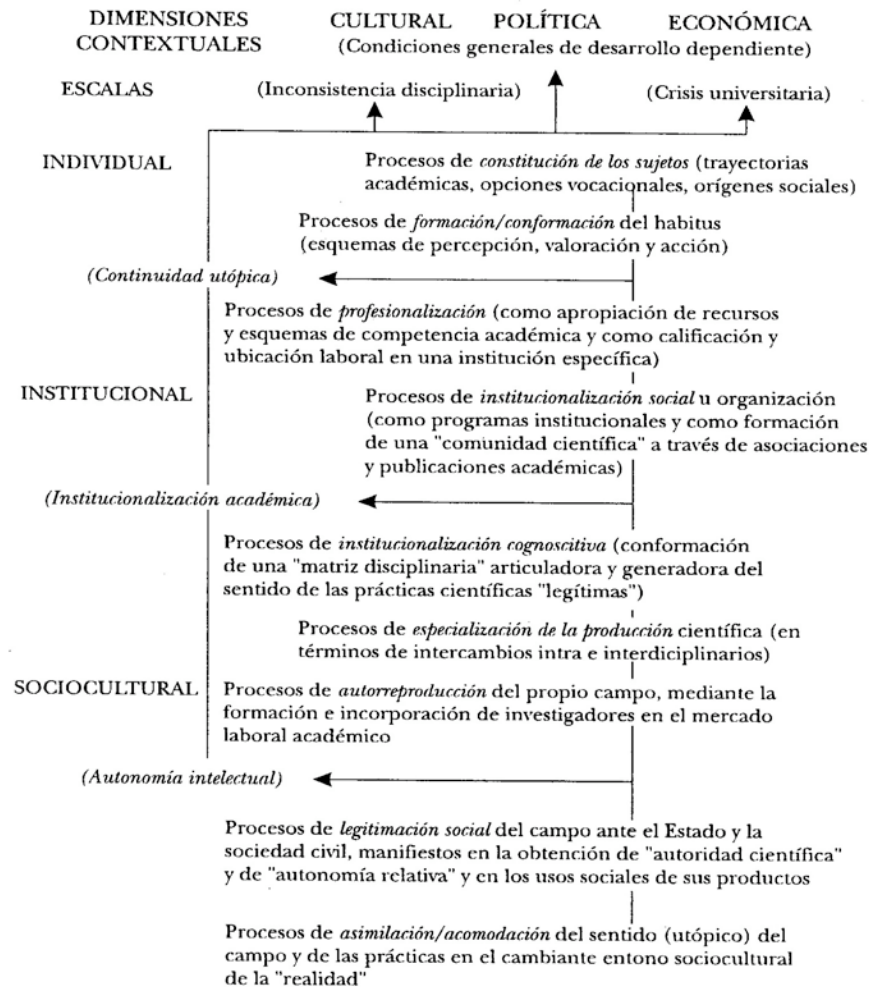 DIMENSIONES CULTURAL POLÍTICA ECONÓMICA
CONTEXTUALES (Condiciones generales de desarrollo dependiente)
ESCALAS (Inconsistencia disciplinaria) (Crisis universitaria)
INDIVIDUAL Procesos de constitución de los sujetos (trayectorias
académicas, opciones vocacionales, orígenes sociales)
Procesos de formación/conformación del habitus
(esquemas de percepción, valoración y acción)
(Continuidad utópica)
Procesos de profesionalización (como apropiación de recursos
y esquemas de competencia académica y como calificación y
ubicación laboral en una institución específica)
INSTITUCIONAL Procesos de institucionalización social u organización
(como programas institucionales y como formación
de una "comunidad científica" a través de asociaciones
y publicaciones académicas)
(Institucionalización académica)
Procesos de institucionalización cognoscitiva (conformación
de una "matriz disciplinaria" articuladora y generadora del
sentido de las prácticas científicas "legítimas")
Procesos de especialización de la producción científica (en
términos de intercambios intra e interdiciplinarios)
SOCIOCULTURAL Procesos de autorreproducción del propio campo, mediante la
formación e incorporación de investigadores en el mercado
laboral académico
(Autonomía intelectual)
Procesos de legitimación social del campo ante el Estado y la
sociedad civil, manifiestos en la obtención de "autoridad científica"
y de "autonomía relativa" y en los usos sociales de sus productos
Procesos de asimilación/acomodación del sentido (utópico) del
campo y de las prácticas en el cambiante entono sociocultural
de la "realidad"